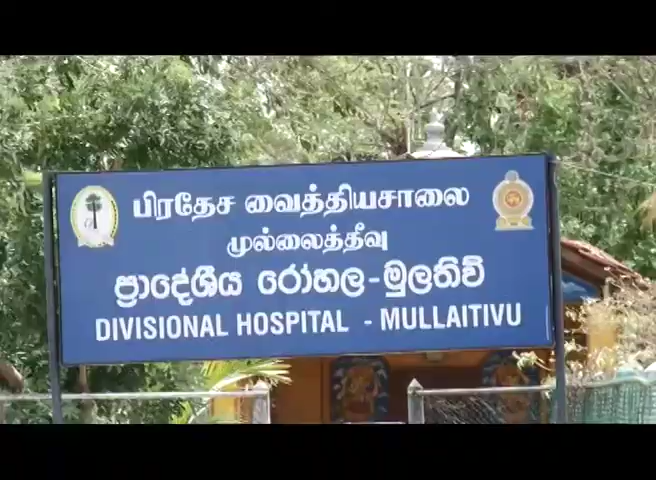 பிரதேச வைத்தியசாலை
முல்லைத்தீவு
ප්‍රාදේශීය රෝහල - මුලතිව්
DIVISIONAL HOSPITAL - MULLAITIVU